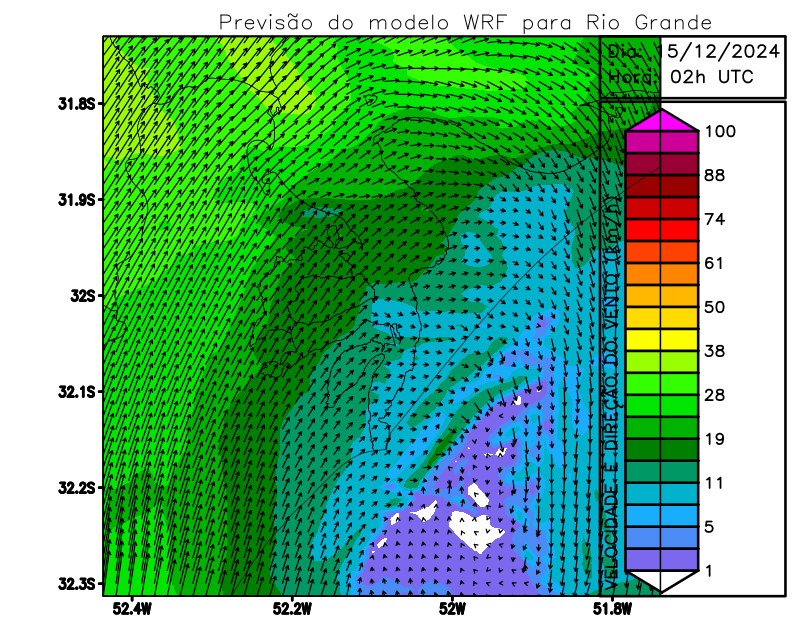 Previsão do modelo WRF para Rio Grande
Dia: 15/12/2024
Hora: 02h UTC
31.8S
31.9S
32S
32.1S
32.2S
32.3S
52.4W
52.2W
52W
51.8W
VELOCIDADE E DIREÇÃO DO VENTO (km/h)
100
88
74
61
50
38
28
19
11
5
1